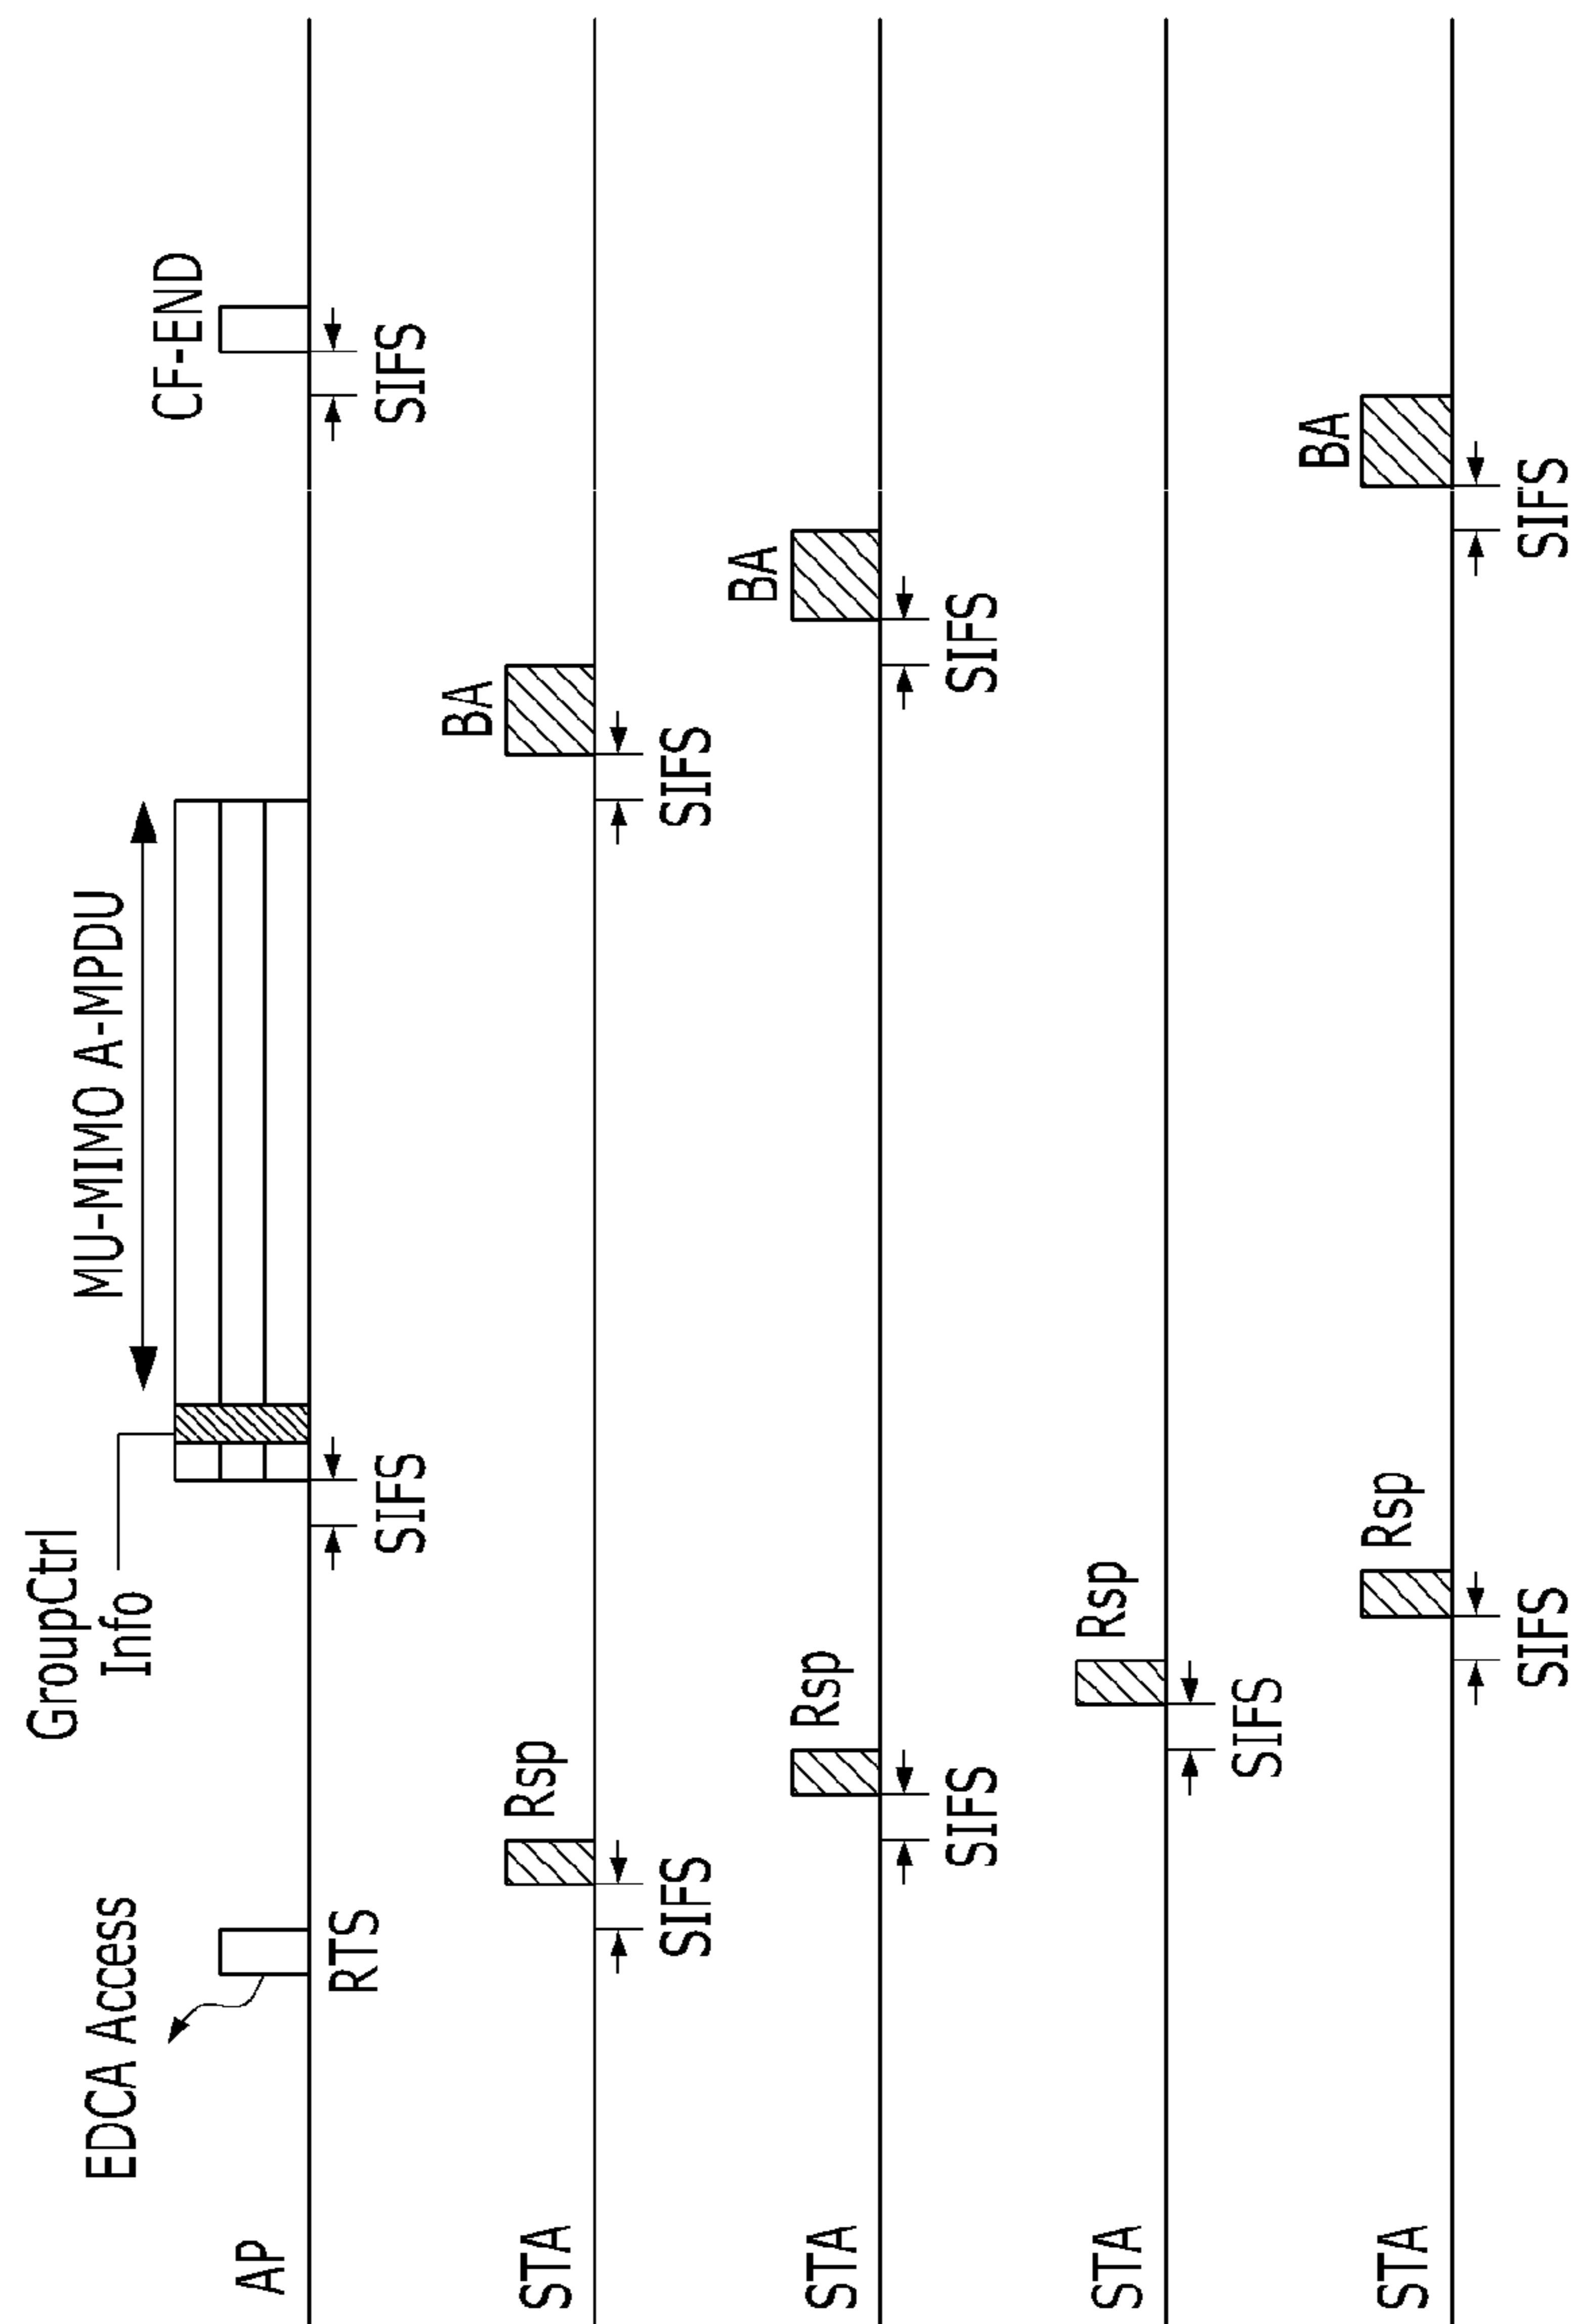 EDCA Access
GroupCtrl
Info
MU-MIMO A-MPDU
CF-END
AP
RTS
SIFS
SIFS
STA
Rsp
BA
SIFS
SIFS
STA
Rsp
BA
SIFS
SIFS
STA
Rsp
SIFS
STA
Rsp
BA
SIFS
SIFS